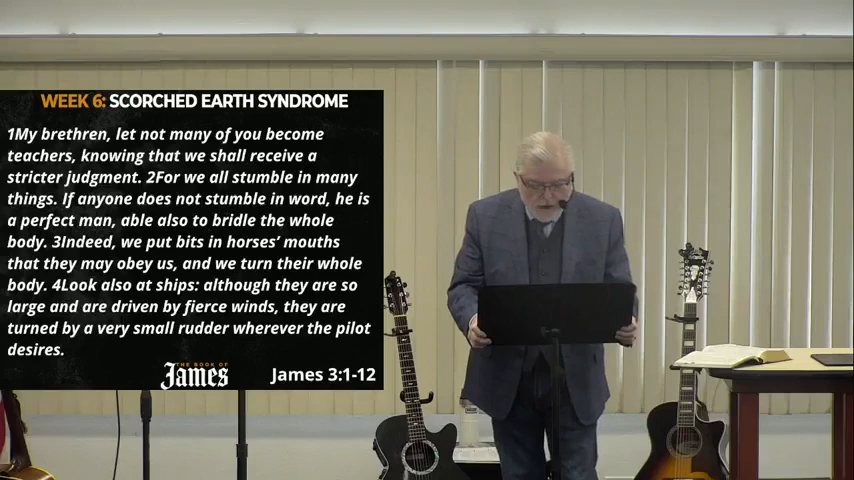 WEEK 6: SCORCHED EARTH SYNDROME
1My brethren, let not many of you become
teachers, knowing that we shall receive a
stricter judgment. 2For we all stumble in many
things. If anyone does not stumble in word, he is
a perfect man, able also to bridle the whole
body. 3Indeed, we put bits in horses’ mouths
that they may obey us, and we turn their whole
body. 4Look also at ships: although they are so
large and are driven by fierce winds, they are
turned by a very small rudder wherever the pilot
desires.
THE BOOK OF
James
James 3:1-12